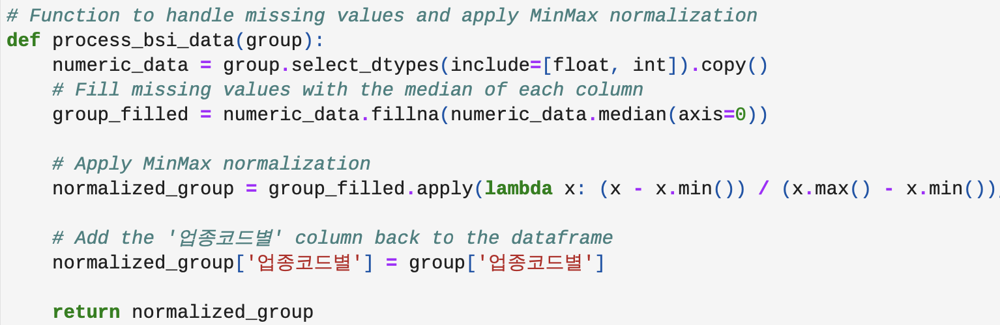 # Function to handle missing values and apply MinMax normalization
def process_bsi_data(group):
    numeric_data = group.select_dtypes(include=[float, int]).copy()
    # Fill missing values with the median of each column
    group_filled = numeric_data.fillna(numeric_data.median(axis=0))
    # Apply MinMax normalization
    normalized_group = group_filled.apply(lambda x: (x - x.min()) / (x.max() - x.min()),
    # Add the '업종코드별' column back to the dataframe
    normalized_group['업종코드별'] = group['업종코드별']
    return normalized_group